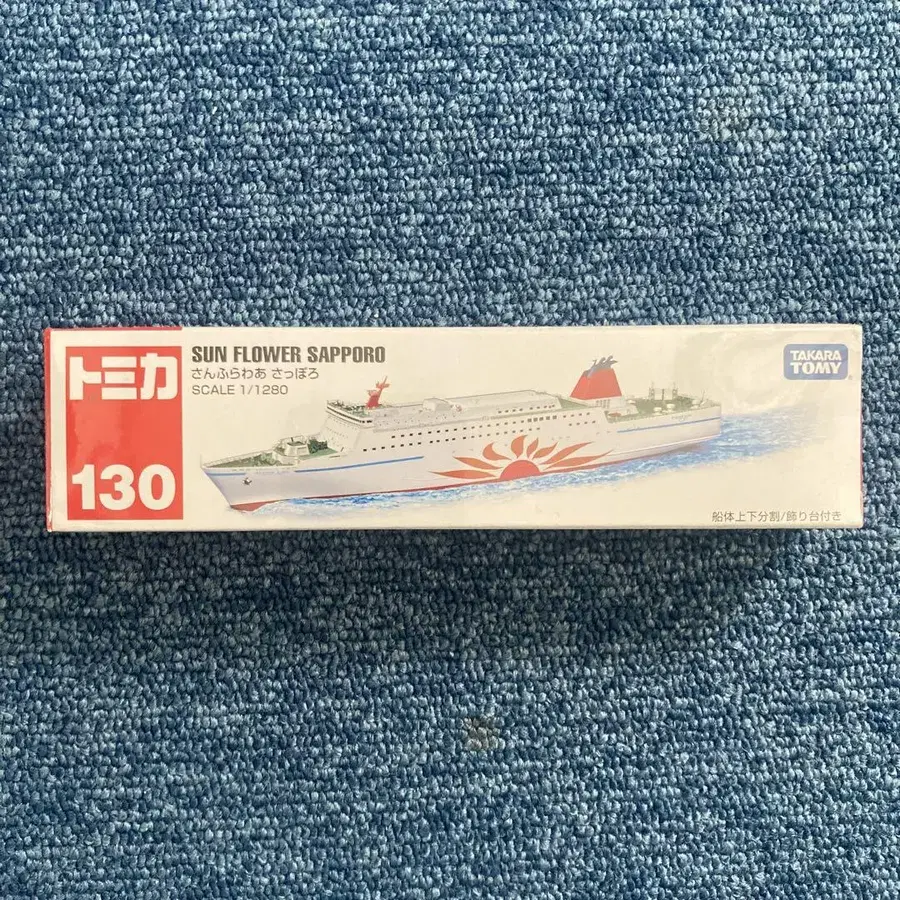 トミカ
130
SUN FLOWER SAPPORO
さんふらわあ さっぽろ
SCALE 1/1280
TAKARA
TOMY
船体上下分割/飾り台付き